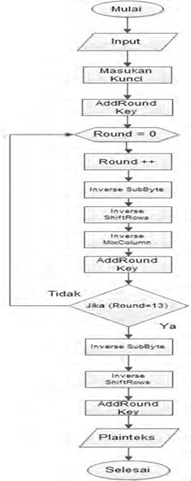 Mulai
Input
Masukan
Kunci
AddRound
Key
Round = 0
Round ++
Inverse SubByte
Inverse
ShiftRows
Inverse
MixColumn
AddRound
Key
Tidak
Jika (Round=13)
Ya
Inverse SubByte
Inverse
ShiftRows
AddRound
Key
Plainteks
Selesai